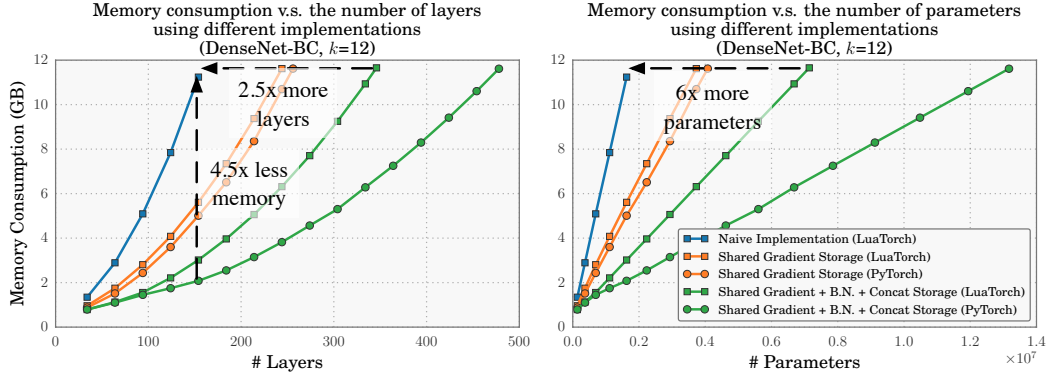 Memory consumption v.s. the number of layers
using different implementations
(DenseNet-BC, k=12)
Memory Consumption (GB)
12
10
8
6
4
2
0
2.5x more
layers
4.5x less
memory
0
100
200
300
400
500
# Layers
Memory consumption v.s. the number of parameters
using different implementations
(DenseNet-BC, k=12)
12
10
8
6
4
2
0
6x more
parameters
Naive Implementation (LuaTorch)
Shared Gradient Storage (LuaTorch)
Shared Gradient Storage (PyTorch)
Shared Gradient + B.N. + Concat Storage (LuaTorch)
Shared Gradient + B.N. + Concat Storage (PyTorch)
0.0
0.2
0.4
0.6
0.8
1.0
1.2
1.4
×10⁷
# Parameters